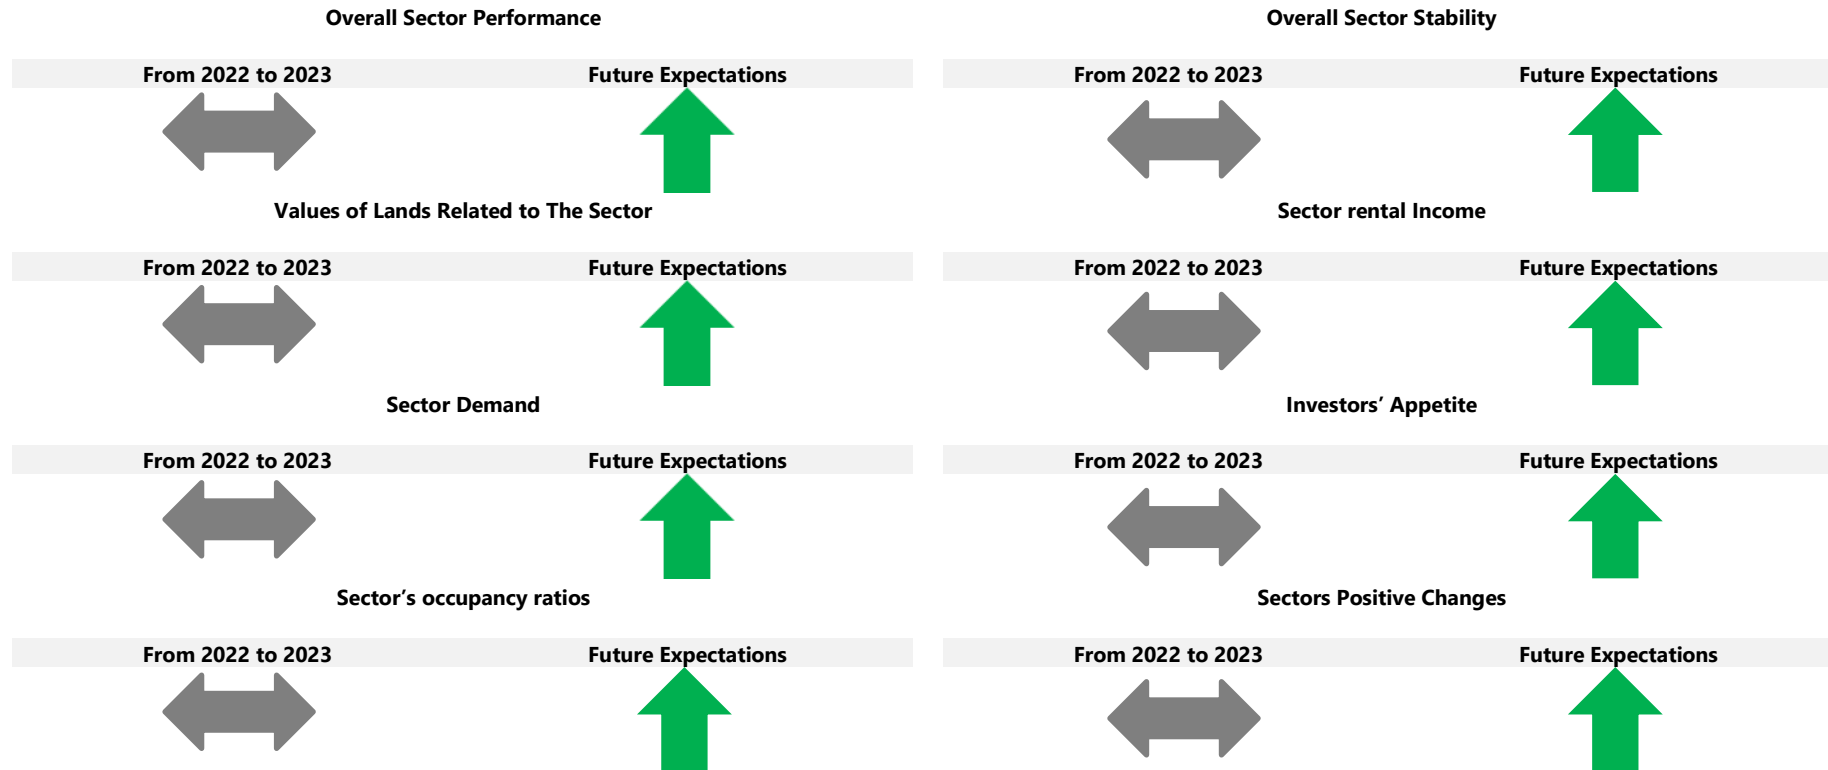 Overall Sector Performance
Overall Sector Stability
From 2022 to 2023
Future Expectations
From 2022 to 2023
Future Expectations
Values of Lands Related to The Sector
Sector rental Income
From 2022 to 2023
Future Expectations
From 2022 to 2023
Future Expectations
Sector Demand
Investors’ Appetite
From 2022 to 2023
Future Expectations
From 2022 to 2023
Future Expectations
Sector’s occupancy ratios
Sectors Positive Changes
From 2022 to 2023
Future Expectations
From 2022 to 2023
Future Expectations